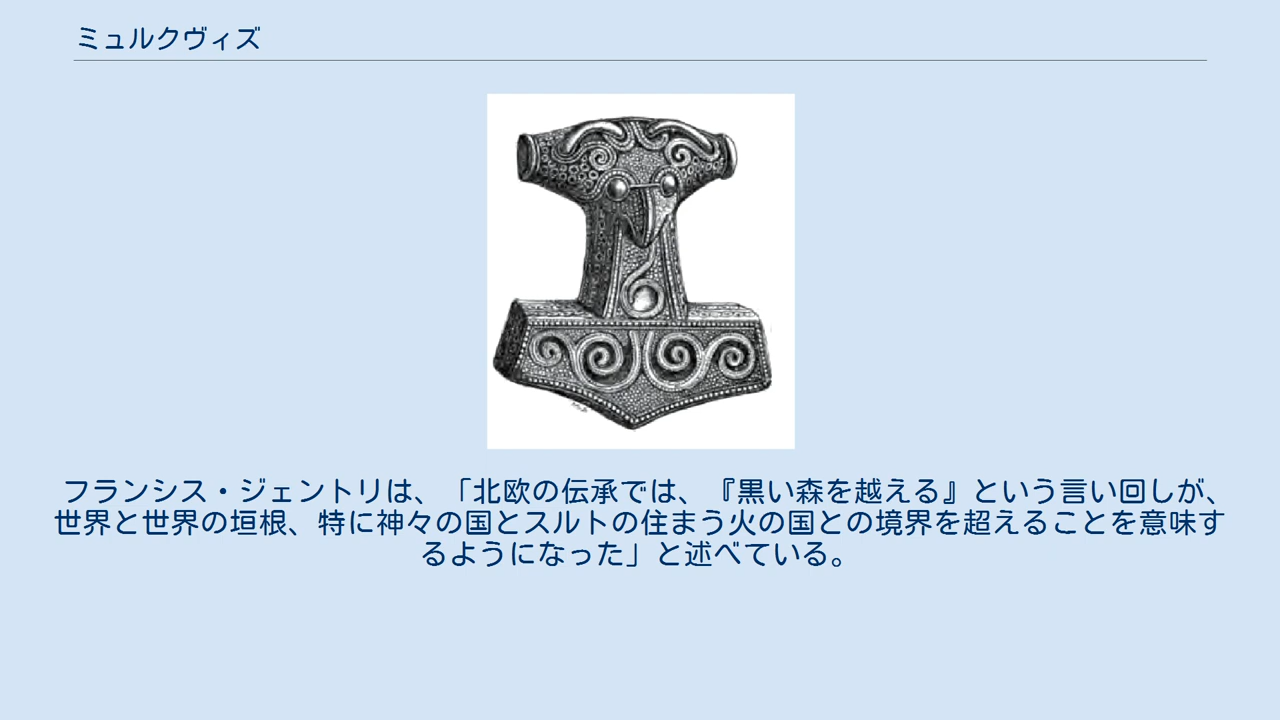 ミュルクヴィズ
フランシス・ジェントリは、「北欧の伝承では、『黒い森を越える』という言い回しが、
世界と世界の垣根、特に神々の国とスルトの住まう火の国との境界を超えることを意味す
るようになった」と述べている。